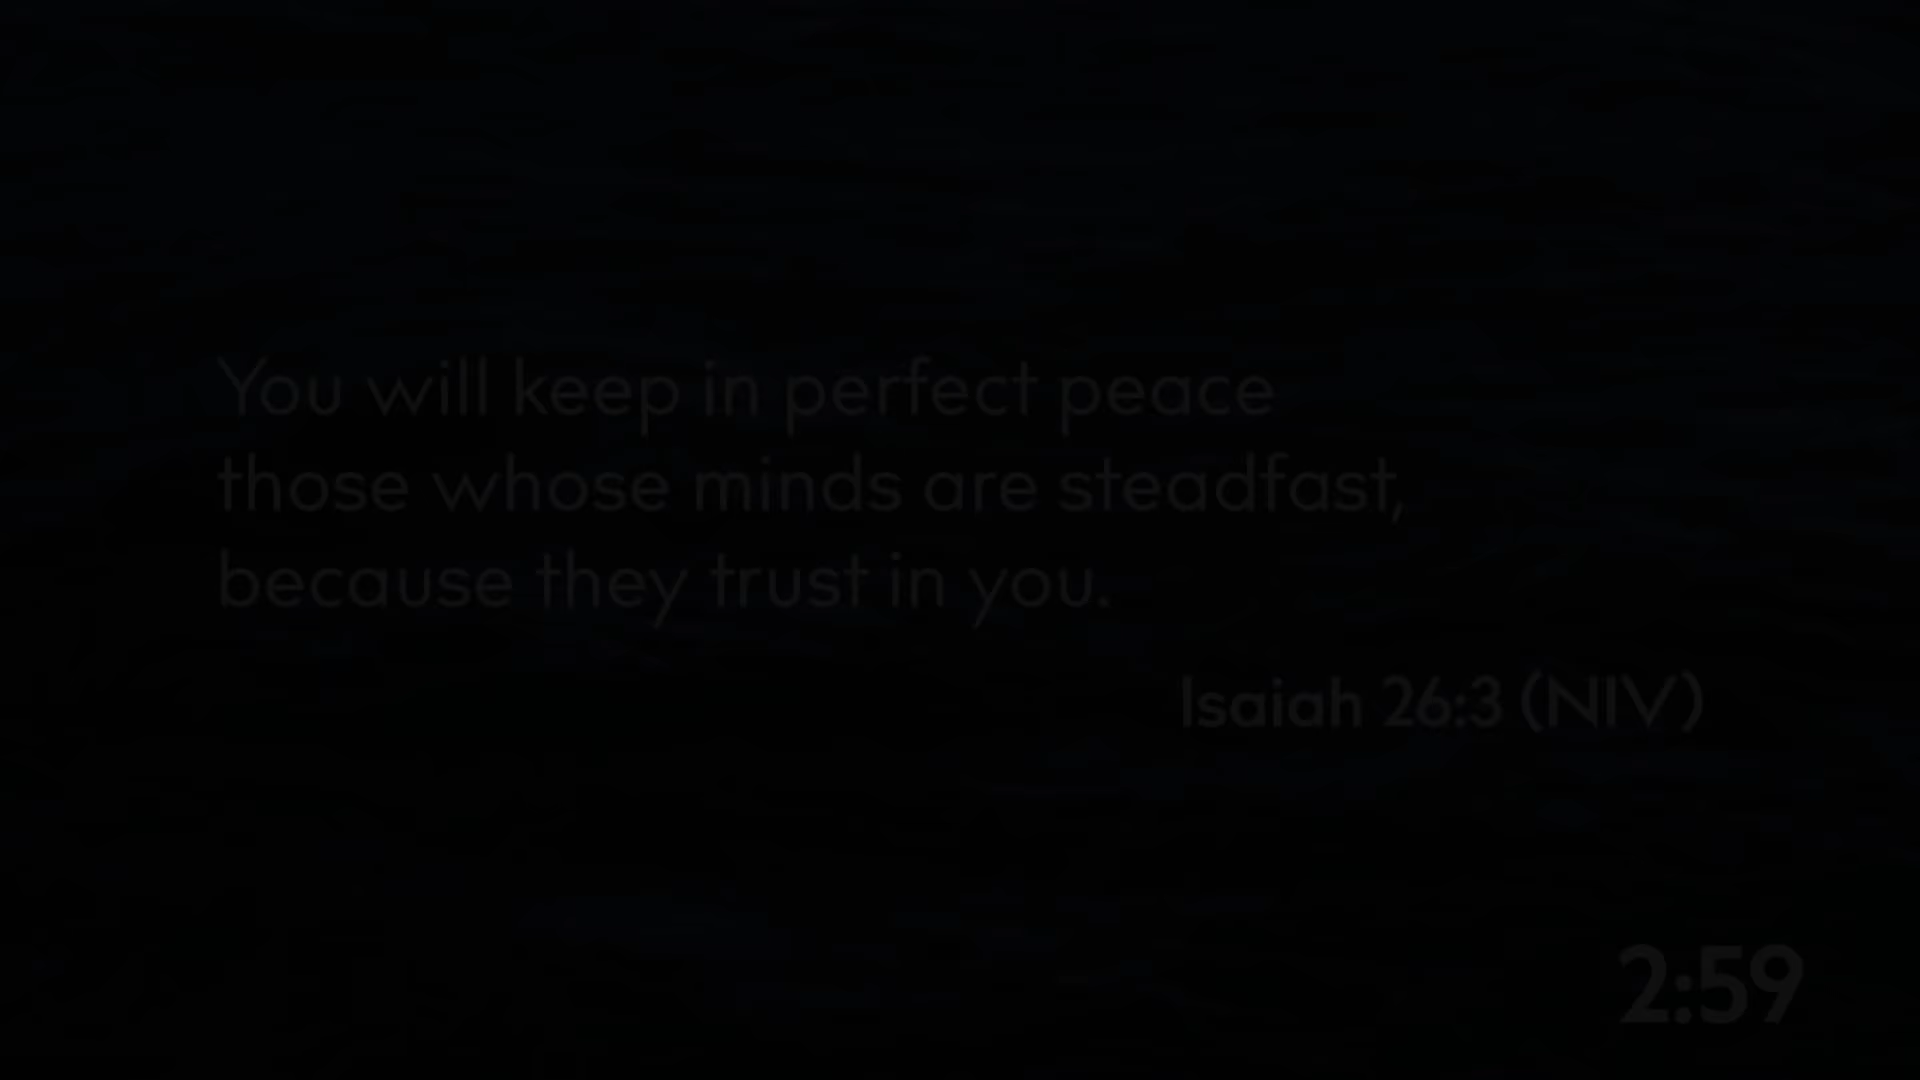 You will keep in perfect peace
those whose minds are steadfast,
because they trust in you.
Isaiah 26:3 (NIV)
2:59